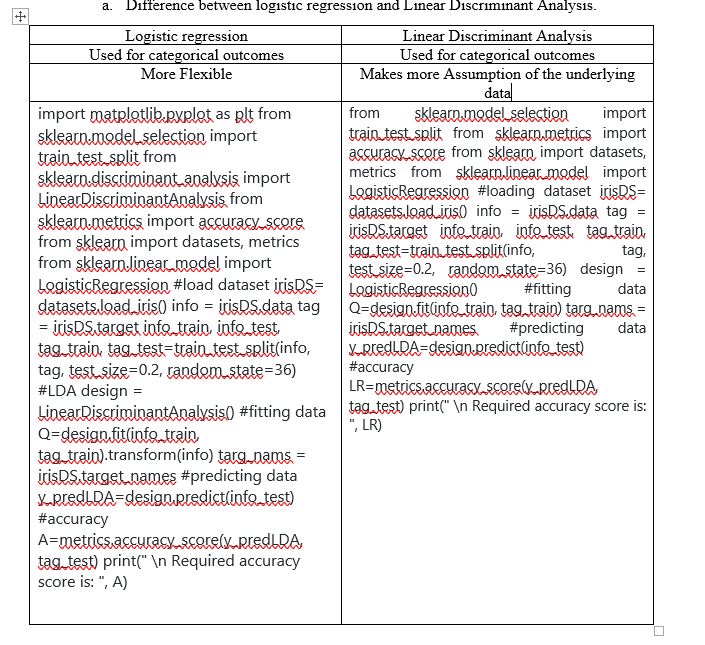 a. Difference between logistic regression and Linear Discriminant Analysis.
Logistic regression
Linear Discriminant Analysis
Used for categorical outcomes
Used for categorical outcomes
More Flexible
Makes more Assumption of the underlying
data
import matplotlib.pyplot as plt from
sklearn.model_selection import
train_test_split from
sklearn.discriminant_analysis import
LinearDiscriminantAnalysis from
sklearn.metrics import accuracy_score
from sklearn import datasets, metrics
from sklearn.linear_model import
LogisticRegression #load dataset irisDS=
datasets.load_iris() info = irisDS.data tag
= irisDS.target info_train, info_test,
tag_train, tag_test=train_test_split(info,
tag, test_size=0.2, random_state=36)
#LDA design =
LinearDiscriminantAnalysis() #fitting data
Q=design.fit(info_train,
tag_train).transform(info) targ_nams =
irisDS.target_names #predicting data
y_predLDA=design.predict(info_test)
#accuracy
A=metrics.accuracy_score(y_predLDA,
tag_test) print(" \n Required accuracy
score is: ", A)
from sklearn.model_selection import
train_test_split from sklearn.metrics import
accuracy_score from sklearn import datasets,
metrics from sklearn.linear_model import
LogisticRegression #loading dataset irisDS=
datasets.load_iris() info = irisDS.data tag =
irisDS.target info_train, info_test, tag_train,
tag_test=train_test_split(info, tag,
test_size=0.2, random_state=36) design =
LogisticRegression() #fitting data
Q=design.fit(info_train, tag_train) targ_nams =
irisDS.target_names #predicting data
y_predLDA=design.predict(info_test)
#accuracy
LR=metrics.accuracy_score(y_predLDA,
tag_test) print(" \n Required accuracy score is:
", LR)